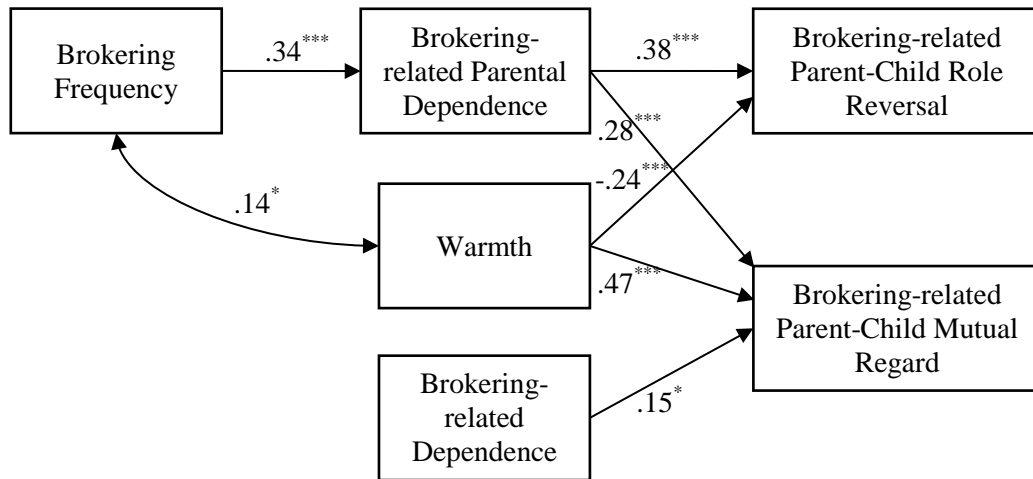 Brokering
Frequency
.34***
Brokering-
related Parental
Dependence
.38***
Brokering-related
Parent-Child Role
Reversal
.28***
-.24***
.14*
Warmth
.47***
Brokering-related
Parent-Child Mutual
Regard
Brokering-
related
Dependence
.15*